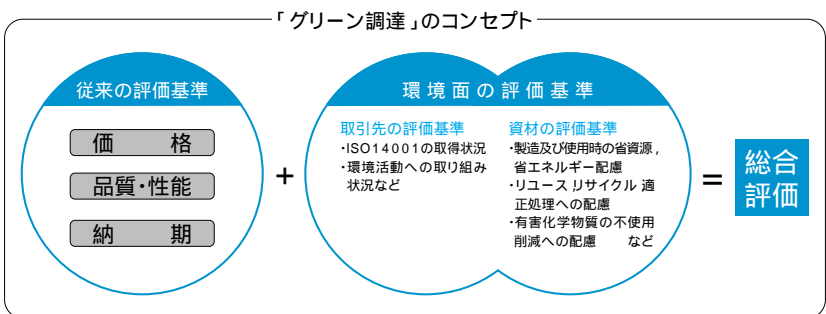 「グリーン調達」のコンセプト
従来の評価基準
価 格
品質・性能
納 期
+
環境面の評価基準
取引先の評価基準
・ISO14001の取得状況
・環境活動への取り組み
状況など
資材の評価基準
・製造及び使用時の省資源,
省エネルギー配慮
・リユース リサイクル 適
正処理への配慮
・有害化学物質の不使用
削減への配慮 など
=
総合
評価